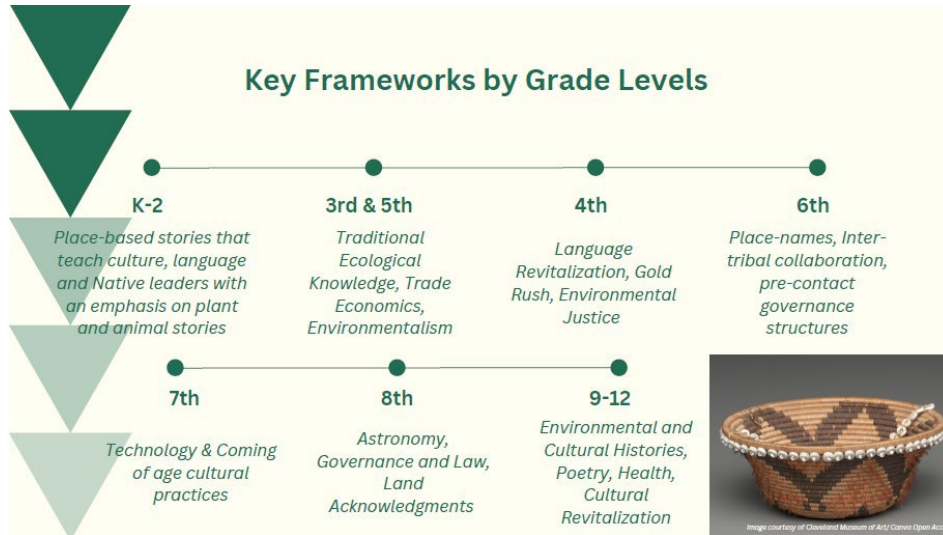 Key Frameworks by Grade Levels
K-2
Place-based stories that
teach culture, language
and Native leaders with
an emphasis on plant
and animal stories
3rd & 5th
Traditional
Ecological
Knowledge, Trade
Economics,
Environmentalism
4th
Language
Revitalization, Gold
Rush, Environmental
Justice
6th
Place-names, Inter-
tribal collaboration,
pre-contact
governance
structures
7th
Technology & Coming
of age cultural
practices
8th
Astronomy,
Governance and Law,
Land
Acknowledgments
9-12
Environmental and
Cultural Histories,
Poetry, Health,
Cultural
Revitalization
Image courtesy of Cleveland Museum of Art/ Canva Open Acc